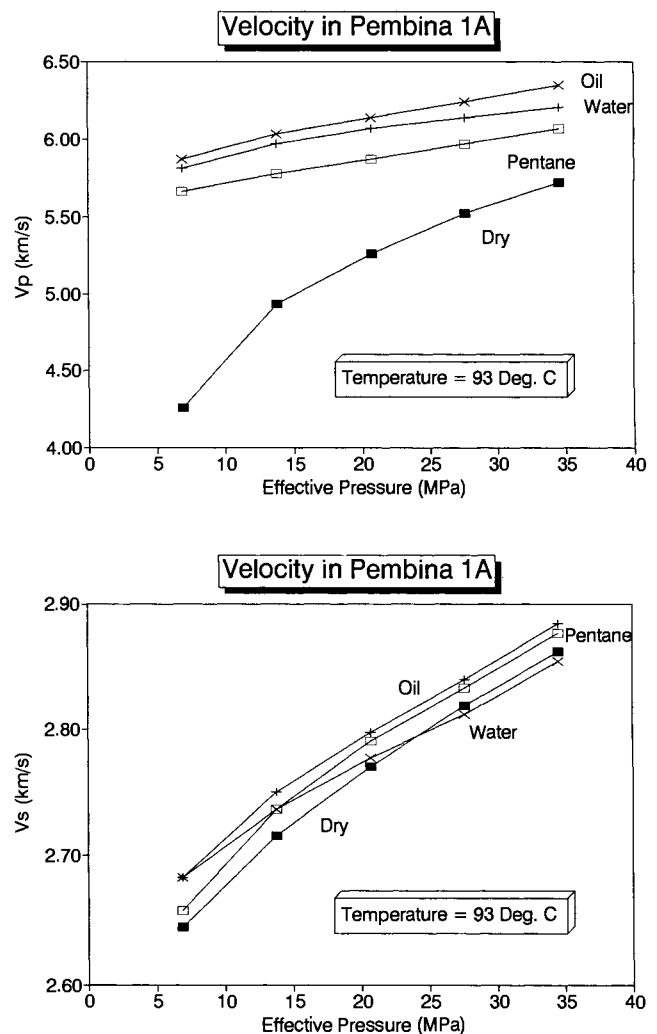 Velocity in Pembina 1A
6.50
6.00
5.50
5.00
4.50
4.00
Vp (km/s)
Oil
Water
Pentane
Dry
Temperature = 93 Deg. C
0 5 10 15 20 25 30 35 40
Effective Pressure (MPa)
Velocity in Pembina 1A
2.90
2.80
2.70
2.60
Vs (km/s)
Pentane
Oil
Water
Dry
Temperature = 93 Deg. C
0 5 10 15 20 25 30 35 40
Effective Pressure (MPa)